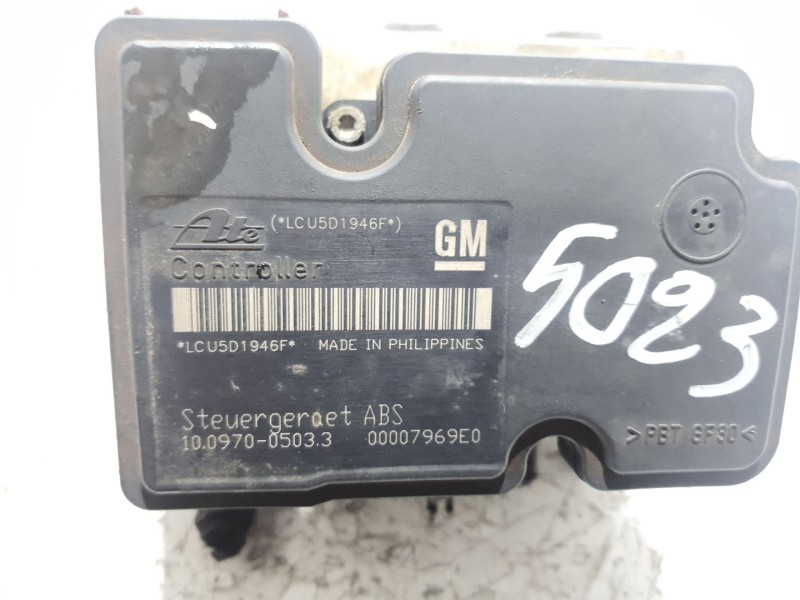 Ate (*LCU5D1946F*)
GM
Controller
*LCU5D1946F* MADE IN PHILIPPINES
Steuergeraet ABS
10.0970-0503.3 00007969E0
5023
>PBT GF30<